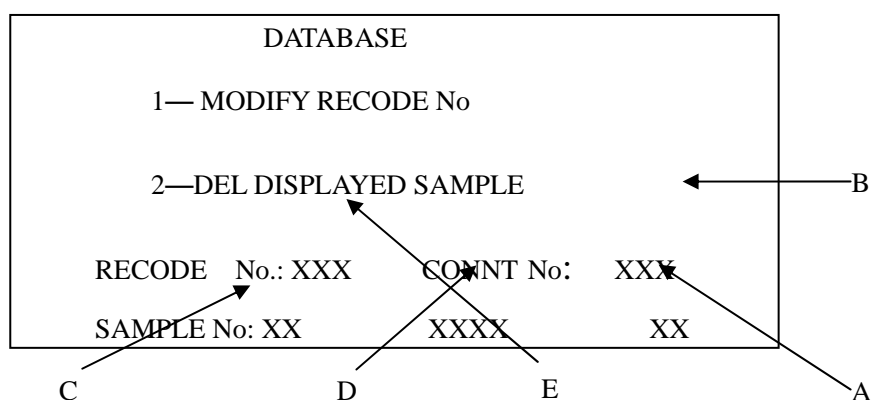 DATABASE
1— MODIFY RECODE No
2—DEL DISPLAYED SAMPLE
B
RECODE No.: XXX CONNT No: XXX
SAMPLE No: XX XXXX XX
C D E A